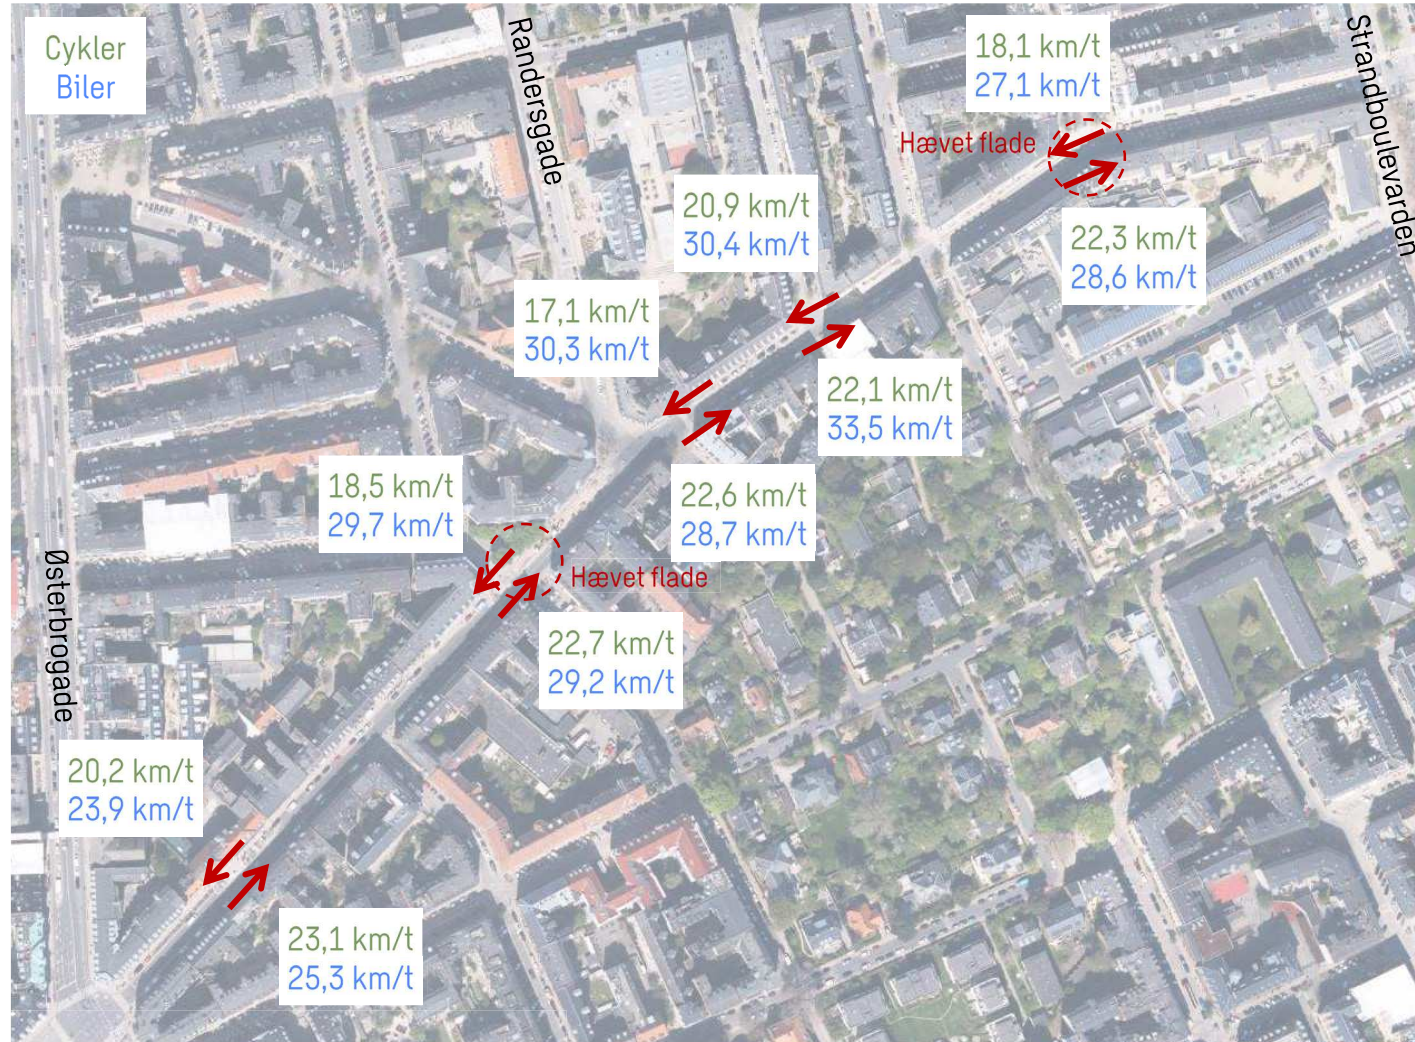 Cykler
Biler
Randersgade
18,1 km/t
27,1 km/t
Strandboulevarden
Hævet flade
20,9 km/t
30,4 km/t
22,3 km/t
28,6 km/t
17,1 km/t
30,3 km/t
22,1 km/t
33,5 km/t
18,5 km/t
29,7 km/t
22,6 km/t
28,7 km/t
Østerbrogade
Hævet flade
22,7 km/t
29,2 km/t
20,2 km/t
23,9 km/t
23,1 km/t
25,3 km/t